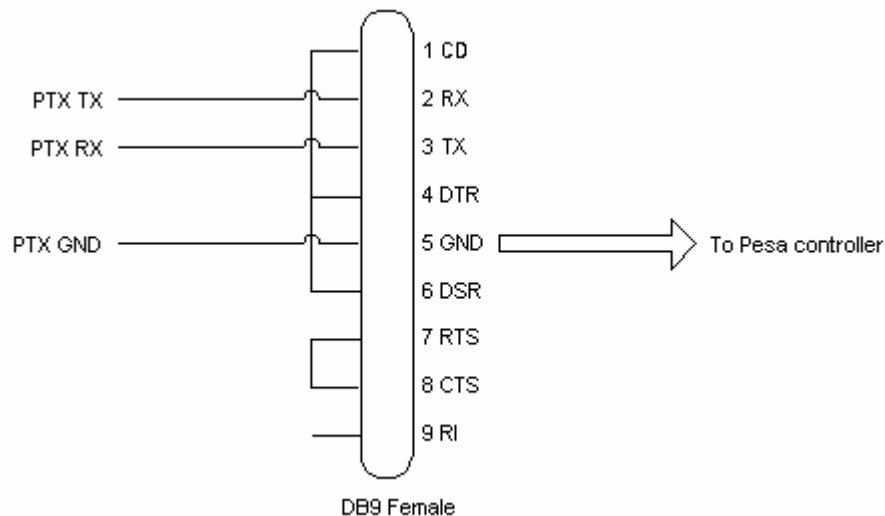 1 CD
PTX TX
2 RX
PTX RX
3 TX
4 DTR
PTX GND
5 GND
To Pesa controller
6 DSR
7 RTS
8 CTS
9 RI
DB9 Female